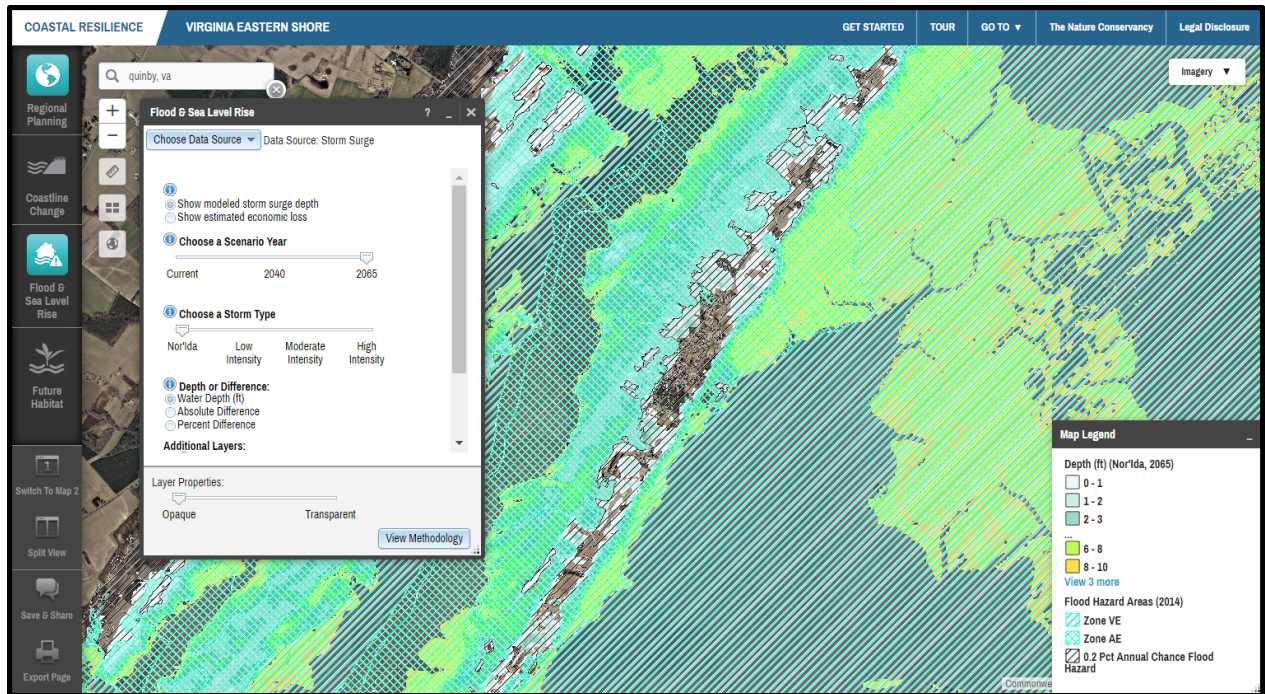 COASTAL RESILIENCE
VIRGINIA EASTERN SHORE
GET STARTED
TOUR
GO TO ▼
The Nature Conservancy
Legal Disclosure
Regional
Planning
Coastline
Change
Flood &
Sea Level
Rise
Future
Habitat
1
Switch To Map 2
Split View
Save & Share
Export Page
quinby, va
Imagery ▼
+
−
Flood & Sea Level Rise
? _ ×
Choose Data Source ▼ Data Source: Storm Surge
Show modeled storm surge depth
Show estimated economic loss
Choose a Scenario Year
Current 2040 2065
Choose a Storm Type
Nor'Ida Low Moderate High
Intensity Intensity Intensity
Depth or Difference:
Water Depth (ft)
Absolute Difference
Percent Difference
Additional Layers:
Layer Properties:
Opaque Transparent
View Methodology
Map Legend _
Depth (ft) (Nor'Ida, 2065)
0 - 1
1 - 2
2 - 3
...
6 - 8
8 - 10
View 3 more
Flood Hazard Areas (2014)
Zone VE
Zone AE
0.2 Pct Annual Chance Flood
Hazard
Commonwe